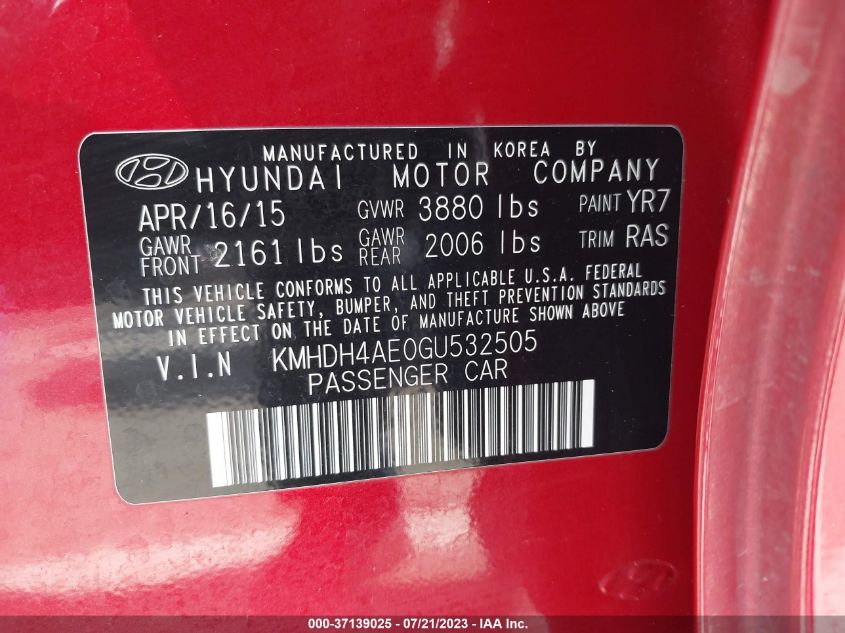 MANUFACTURED IN KOREA BY
HYUNDAI MOTOR COMPANY
APR/16/15 GVWR 3880 lbs PAINT YR7
GAWR FRONT 2161 lbs GAWR REAR 2006 lbs TRIM RAS
THIS VEHICLE CONFORMS TO ALL APPLICABLE U.S.A. FEDERAL
MOTOR VEHICLE SAFETY, BUMPER, AND THEFT PREVENTION STANDARDS
IN EFFECT ON THE DATE OF MANUFACTURE SHOWN ABOVE
V.I.N KMHDH4AE0GU532505
PASSENGER CAR
000-37139025 - 07/21/2023 - IAA Inc.